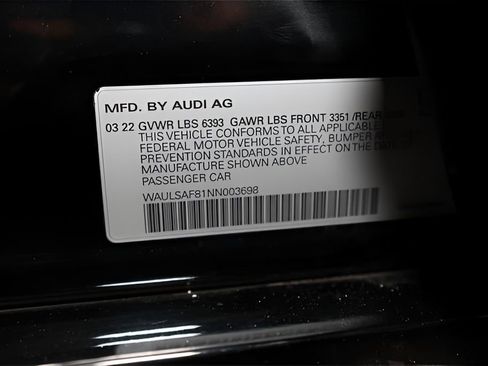 MFD. BY AUDI AG
03 22 GVWR LBS 6393 GAWR LBS FRONT 3351 /REAR
THIS VEHICLE CONFORMS TO ALL APPLICABLE
FEDERAL MOTOR VEHICLE SAFETY, BUMPER AND
PREVENTION STANDARDS IN EFFECT ON THE DATE
MANUFACTURE SHOWN ABOVE
PASSENGER CAR
WAULSAF81NN003698